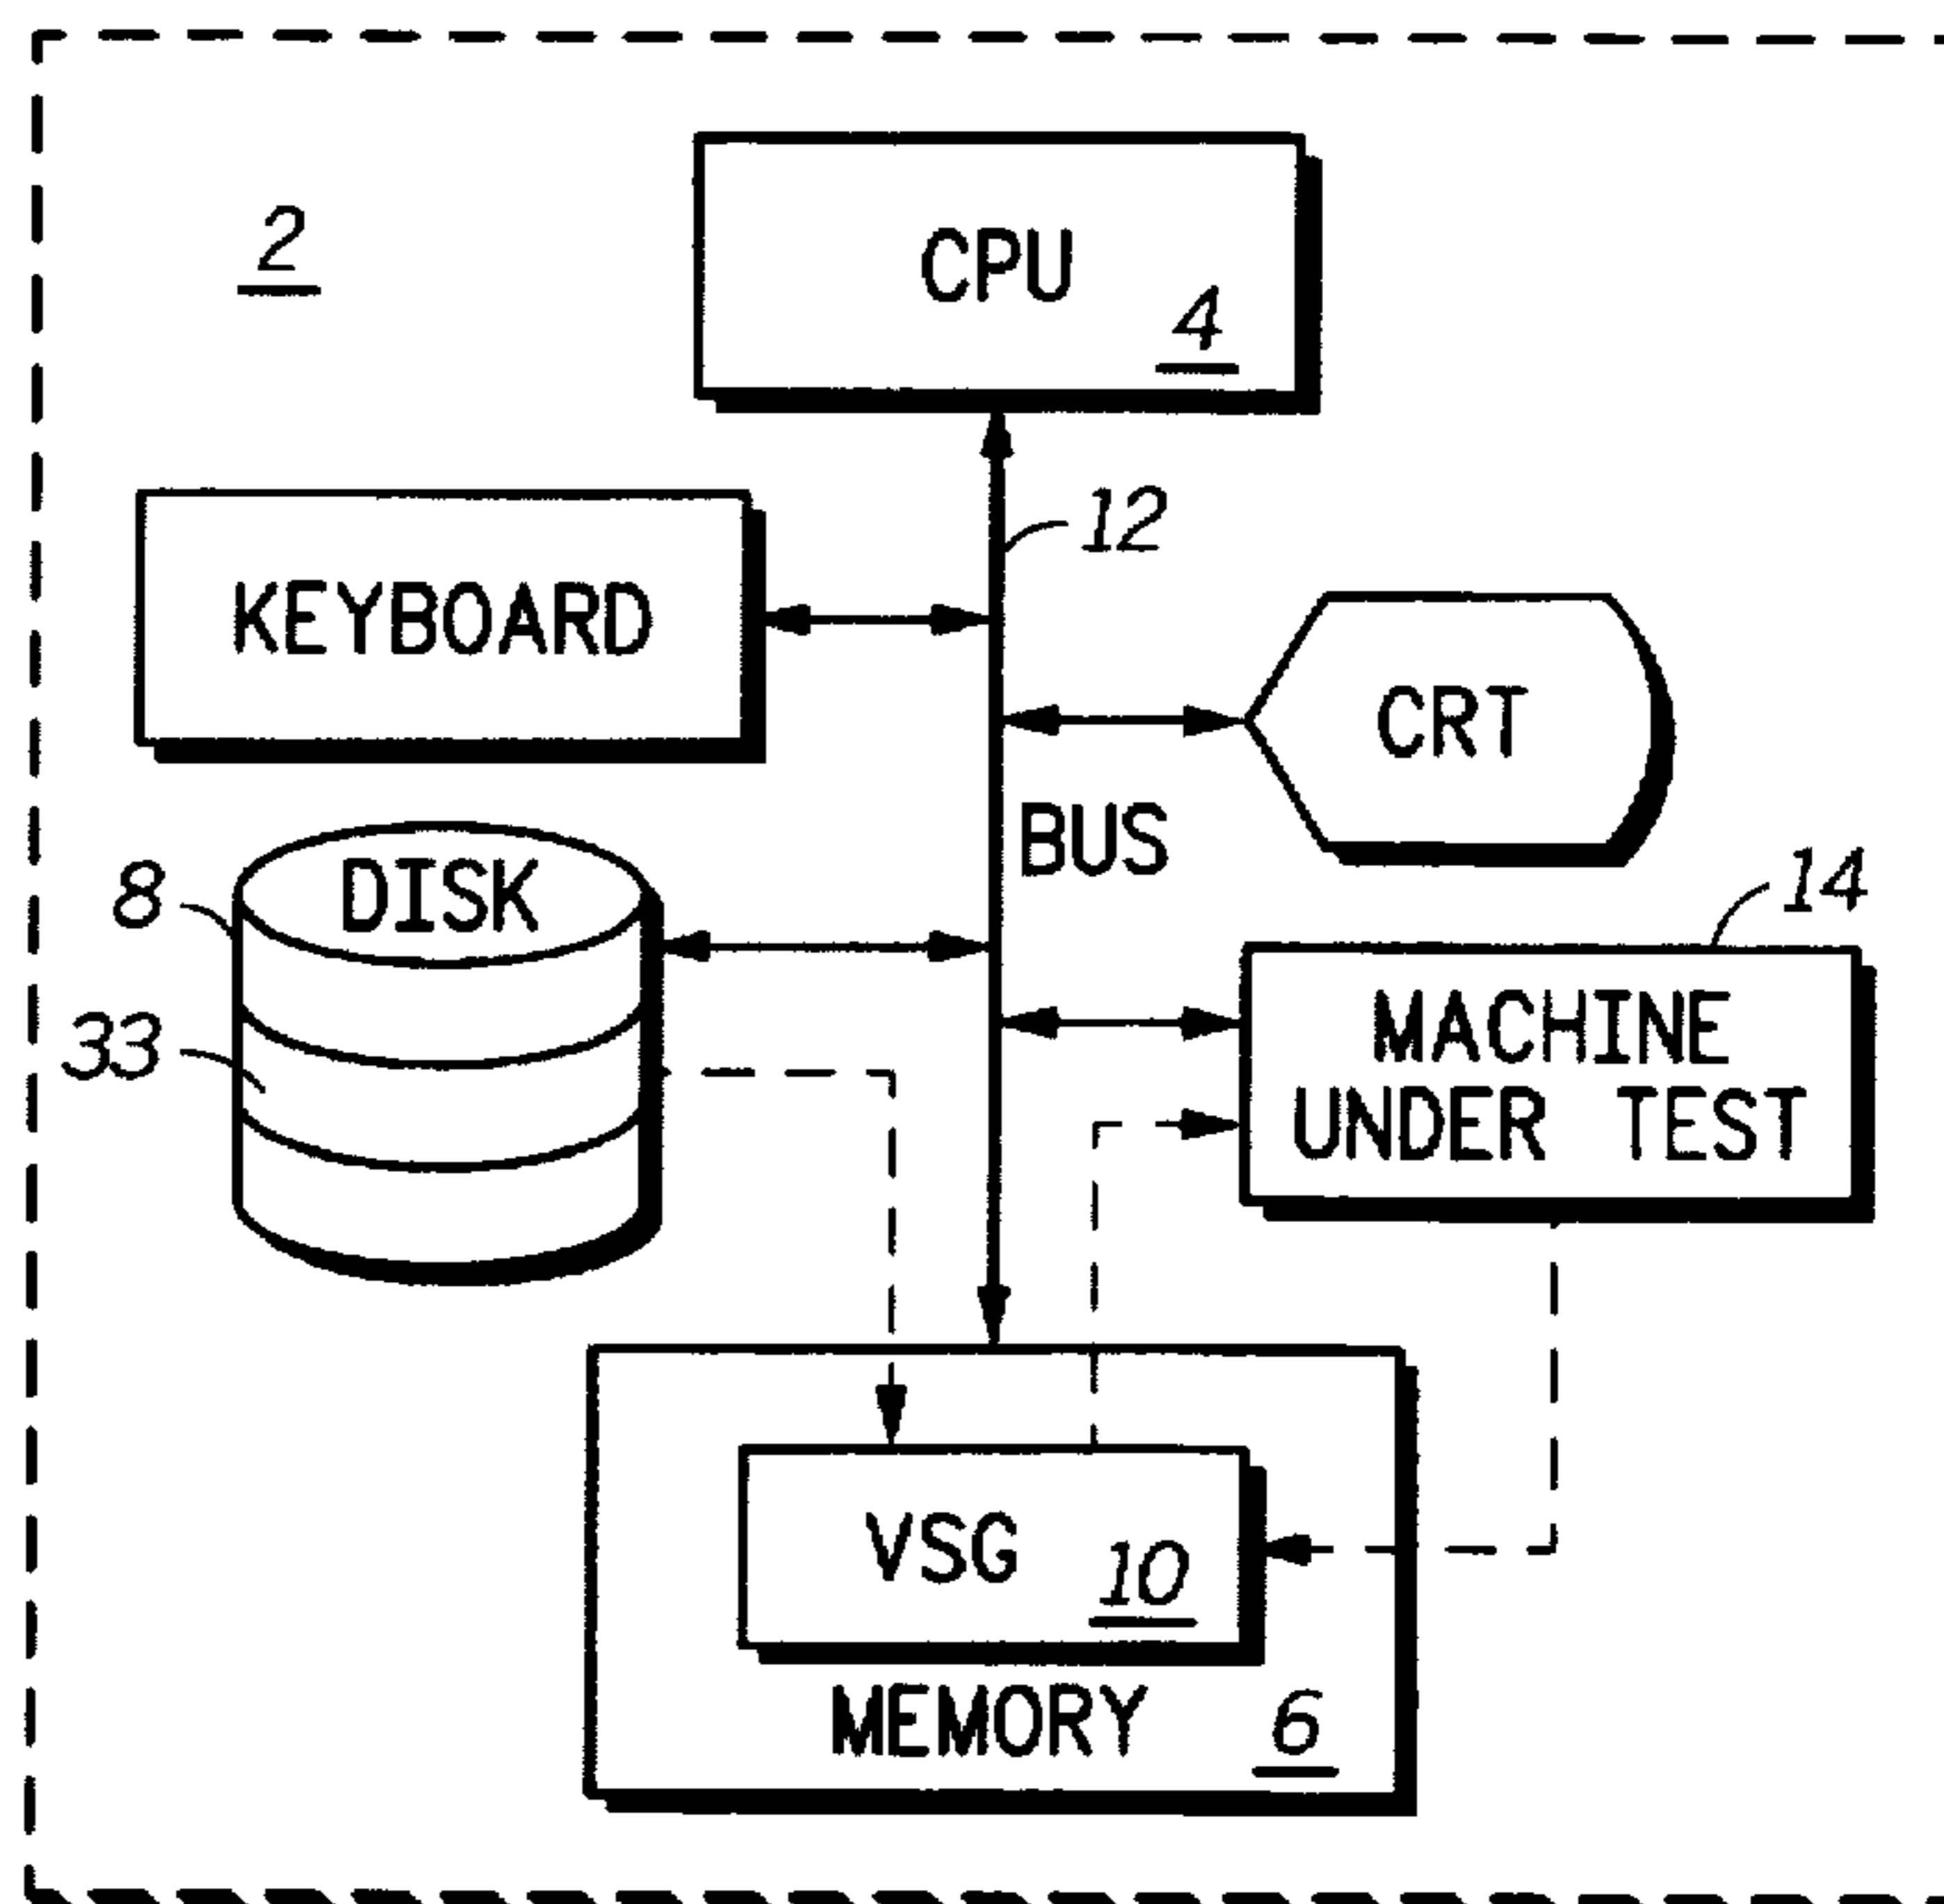 2
CPU
4
12
KEYBOARD
CRT
BUS
DISK
8
14
33
MACHINE
UNDER TEST
VSG
10
MEMORY
6